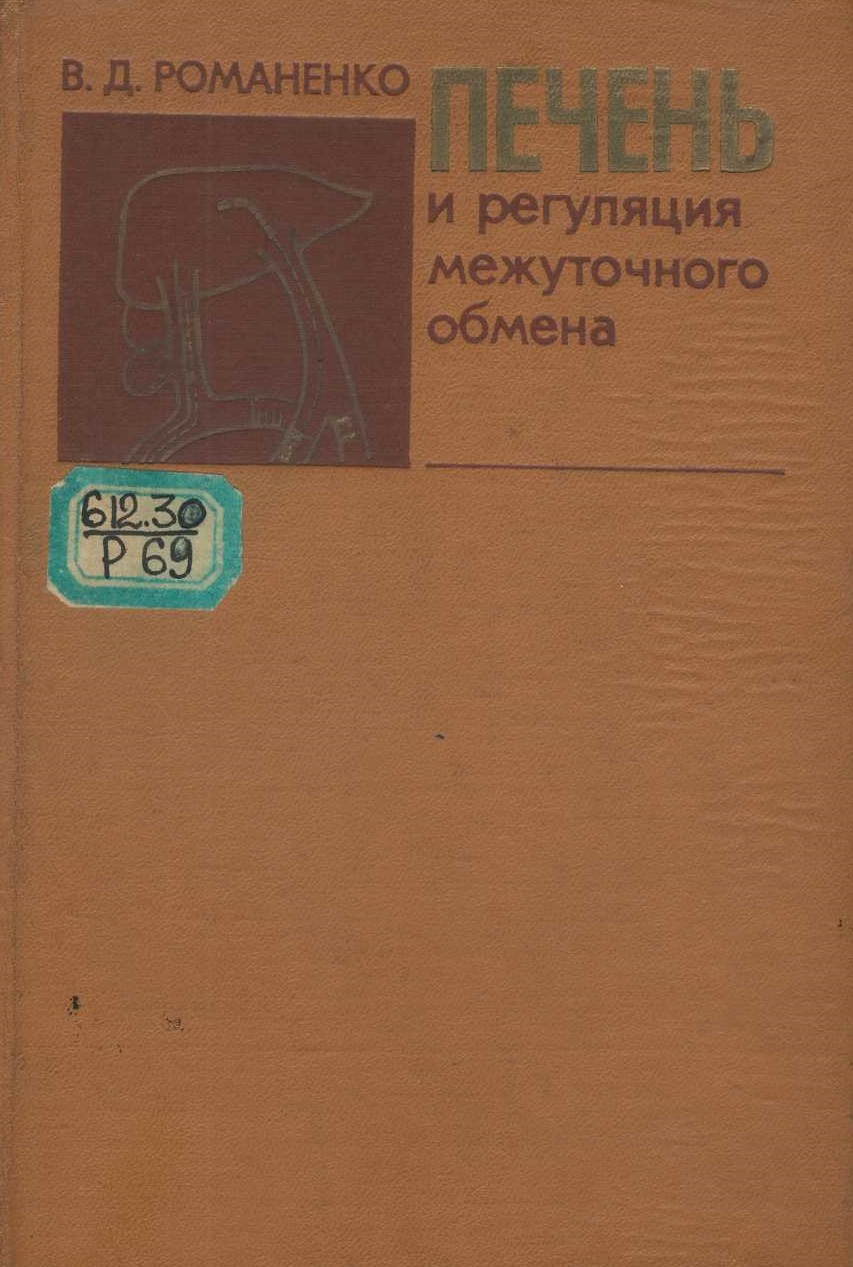 В. Д. РОМАНЕНКО
ПЕЧЕНЬ
и регуляция
межуточного
обмена
612.30
Р 69